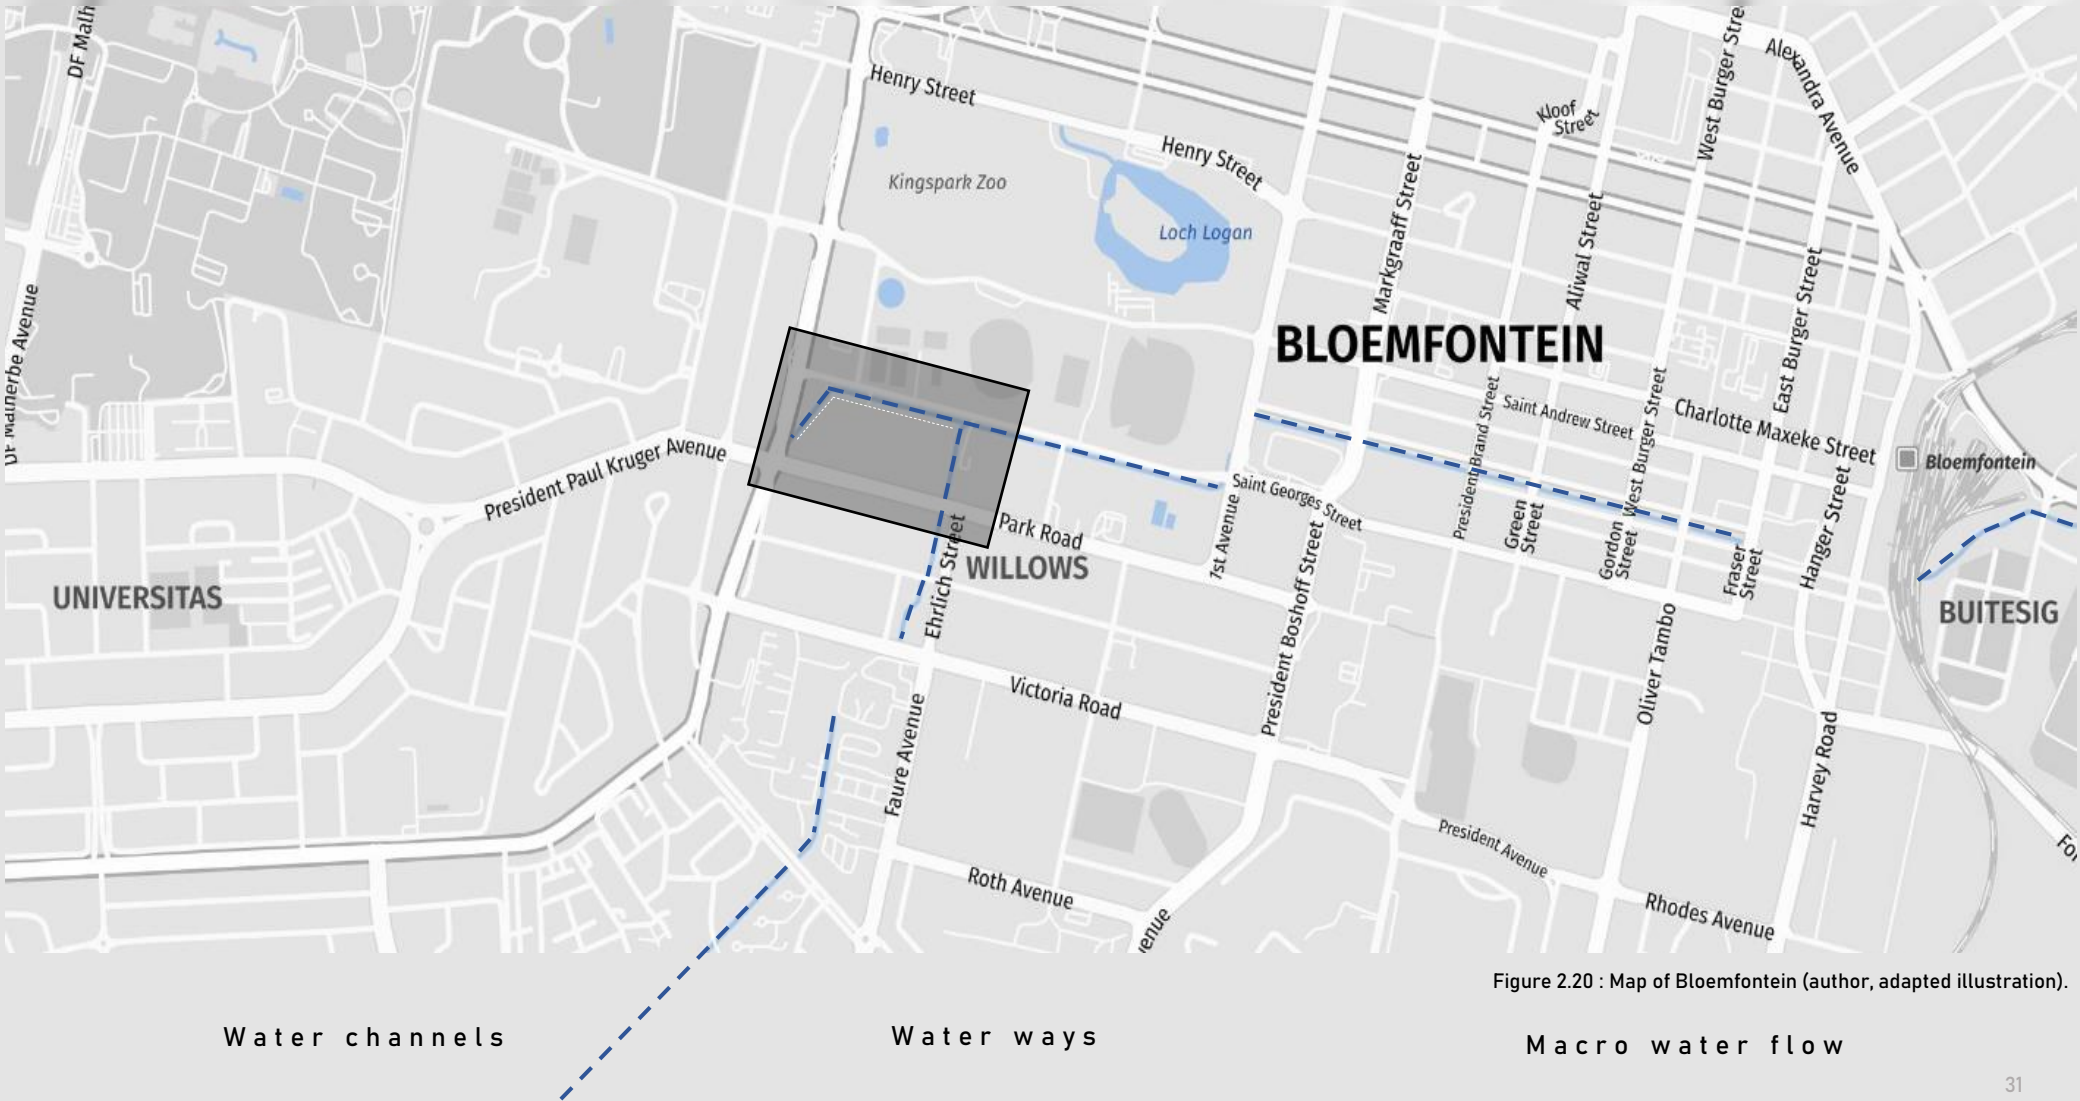 DF Malh
Alexandra Avenue
West Burger Stre
Henry Street
Kloof
Street
Henry Street
Kingspark Zoo
Loch Logan
Markgraaff Street
Aliwal Street
East Burger Street
DF Malherbe Avenue
BLOEMFONTEIN
President Brand Street
Saint Andrew Street
West Burger Street
Charlotte Maxeke Street
Bloemfontein
President Paul Kruger Avenue
Saint Georges Street
Park Road
1st Avenue
Green
Street
Gordon
Street
Fraser
Street
Hanger Street
WILLOWS
Ehrlich Street
UNIVERSITAS
BUITESIG
President Boshoff Street
Oliver Tambo
Victoria Road
Faure Avenue
Harvey Road
President Avenue
For
Roth Avenue
Rhodes Avenue
venue
Figure 2.20 : Map of Bloemfontein (author, adapted illustration).
Water channels
Water ways
Macro water flow
31